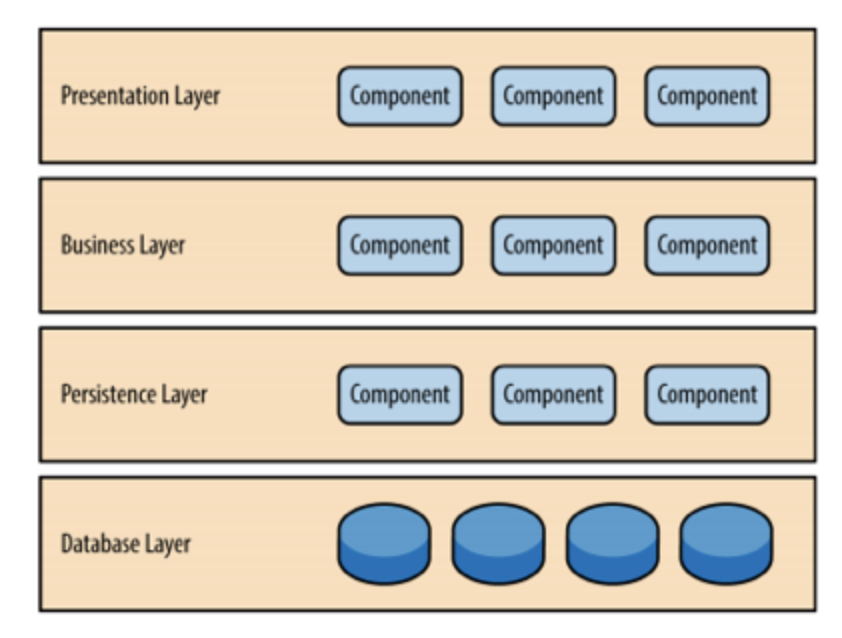 Presentation Layer Component Component Component
Business Layer Component Component Component
Persistence Layer Component Component Component
Database Layer